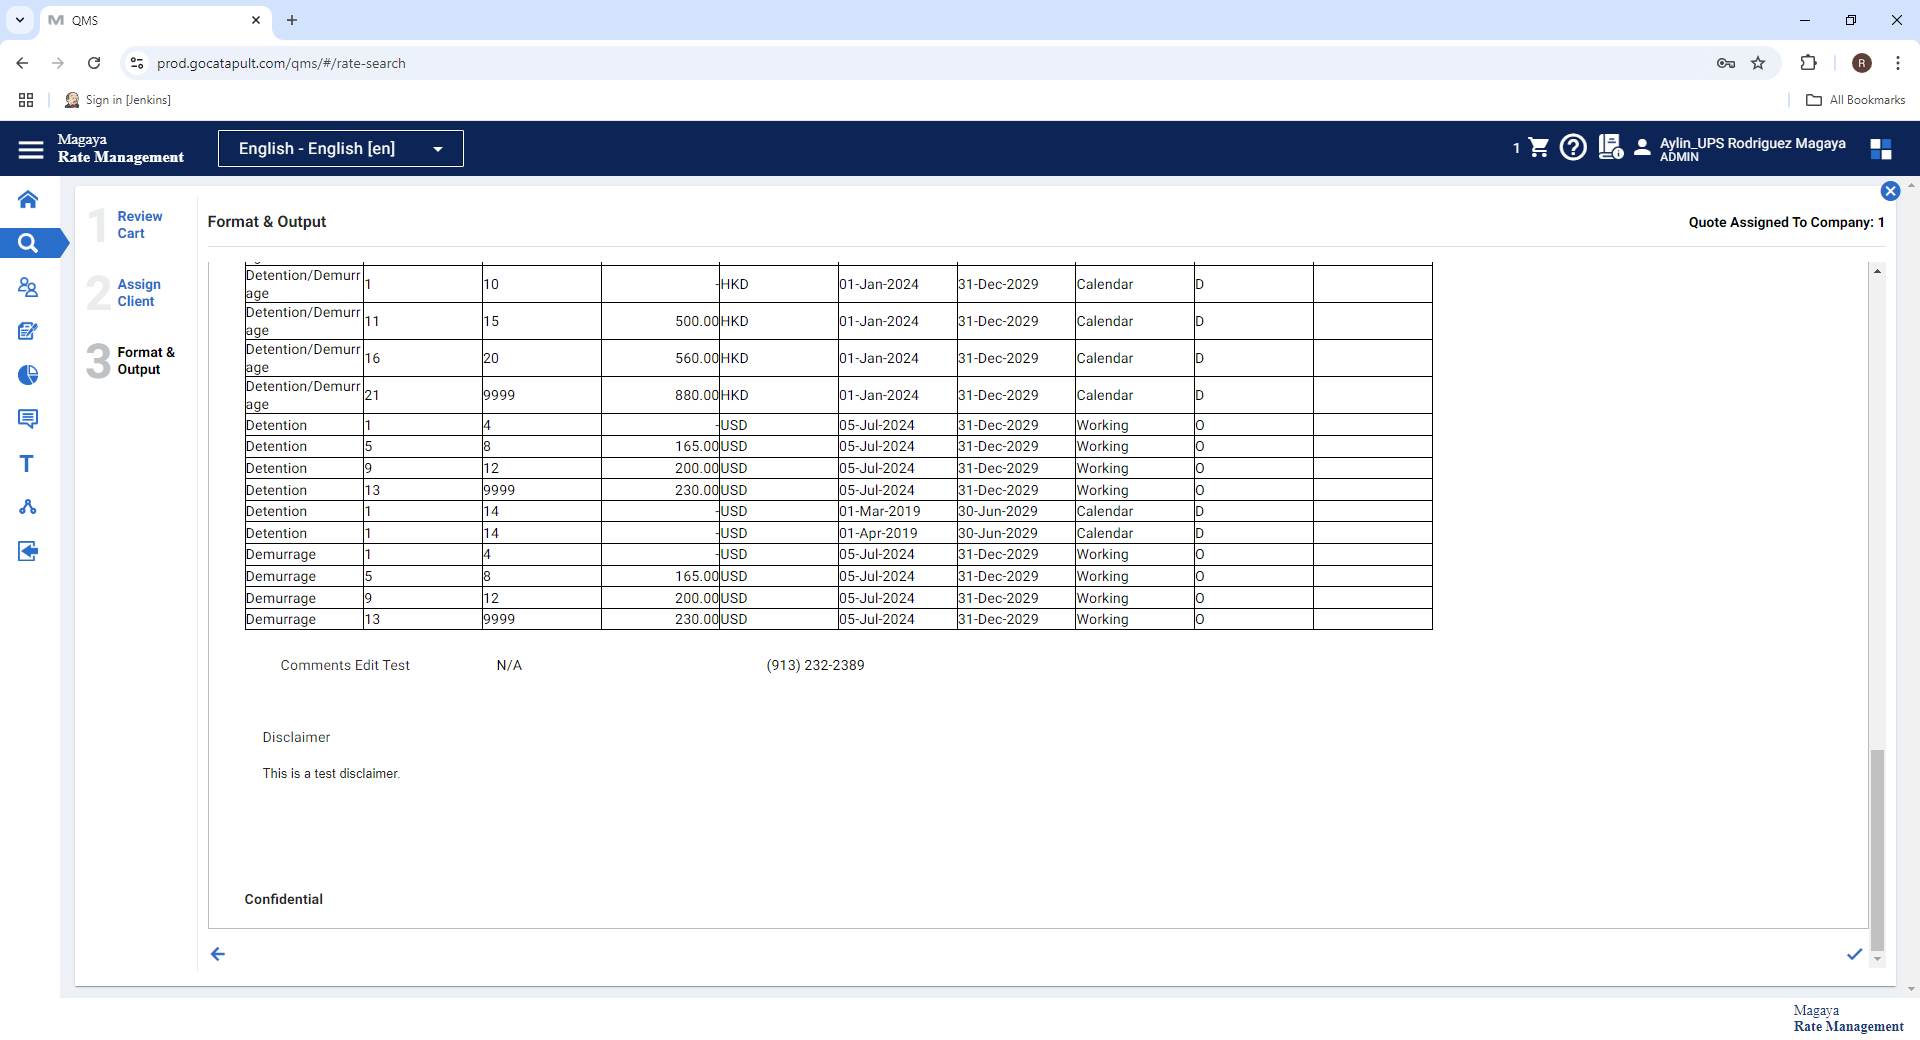 QMS
prod.gocatapult.com/qms/#/rate-search
R
Sign in [Jenkins]
All Bookmarks
Magaya
Rate Management
English - English [en]
1
Aylin_UPS Rodriguez Magaya
ADMIN
1 Review Cart
2 Assign Client
3 Format & Output
Format & Output
Quote Assigned To Company: 1
Detention/Demurrage 1 10 - HKD 01-Jan-2024 31-Dec-2029 Calendar D
Detention/Demurrage 11 15 500.00 HKD 01-Jan-2024 31-Dec-2029 Calendar D
Detention/Demurrage 16 20 560.00 HKD 01-Jan-2024 31-Dec-2029 Calendar D
Detention/Demurrage 21 9999 880.00 HKD 01-Jan-2024 31-Dec-2029 Calendar D
Detention 1 4 - USD 05-Jul-2024 31-Dec-2029 Working O
Detention 5 8 165.00 USD 05-Jul-2024 31-Dec-2029 Working O
Detention 9 12 200.00 USD 05-Jul-2024 31-Dec-2029 Working O
Detention 13 9999 230.00 USD 05-Jul-2024 31-Dec-2029 Working O
Detention 1 14 - USD 01-Mar-2019 30-Jun-2029 Calendar D
Detention 1 14 - USD 01-Apr-2019 30-Jun-2029 Calendar D
Demurrage 1 4 - USD 05-Jul-2024 31-Dec-2029 Working O
Demurrage 5 8 165.00 USD 05-Jul-2024 31-Dec-2029 Working O
Demurrage 9 12 200.00 USD 05-Jul-2024 31-Dec-2029 Working O
Demurrage 13 9999 230.00 USD 05-Jul-2024 31-Dec-2029 Working O
Comments Edit Test N/A (913) 232-2389
Disclaimer
This is a test disclaimer.
Confidential
Magaya
Rate Management